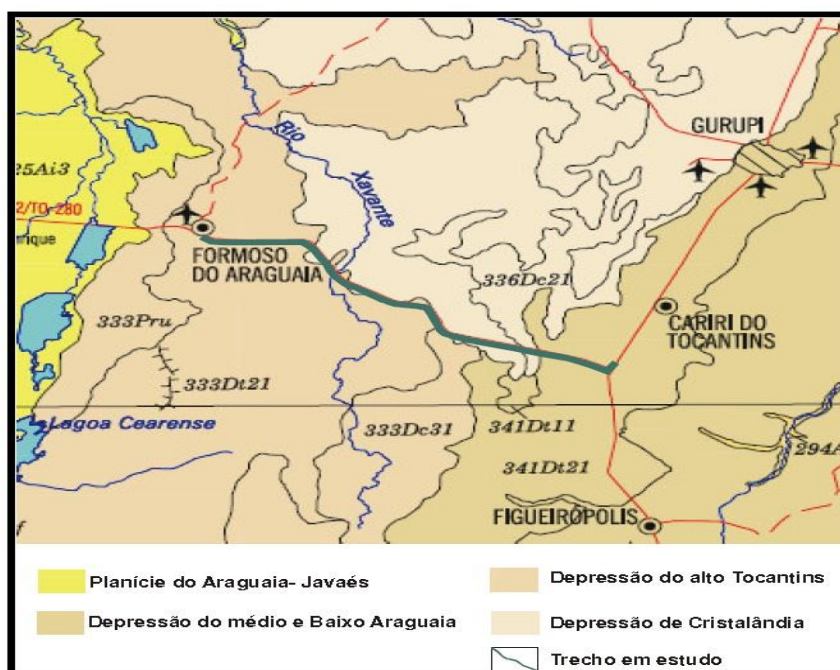 GURUPI
Rio
Xavante
25Ai3
2/TO-280
rique
FORMOSO
DO ARAGUAIA
336Dc21
CARIRI DO
TOCANTINS
333Pru
333Dt21
Lagoa Cearense
333Dc31
341Dt11
341Dt21
294A
FIGUEIRÓPOLIS
Planície do Araguaia- Javaés
Depressão do alto Tocantins
Depressão do médio e Baixo Araguaia
Depressão de Cristalândia
Trecho em estudo